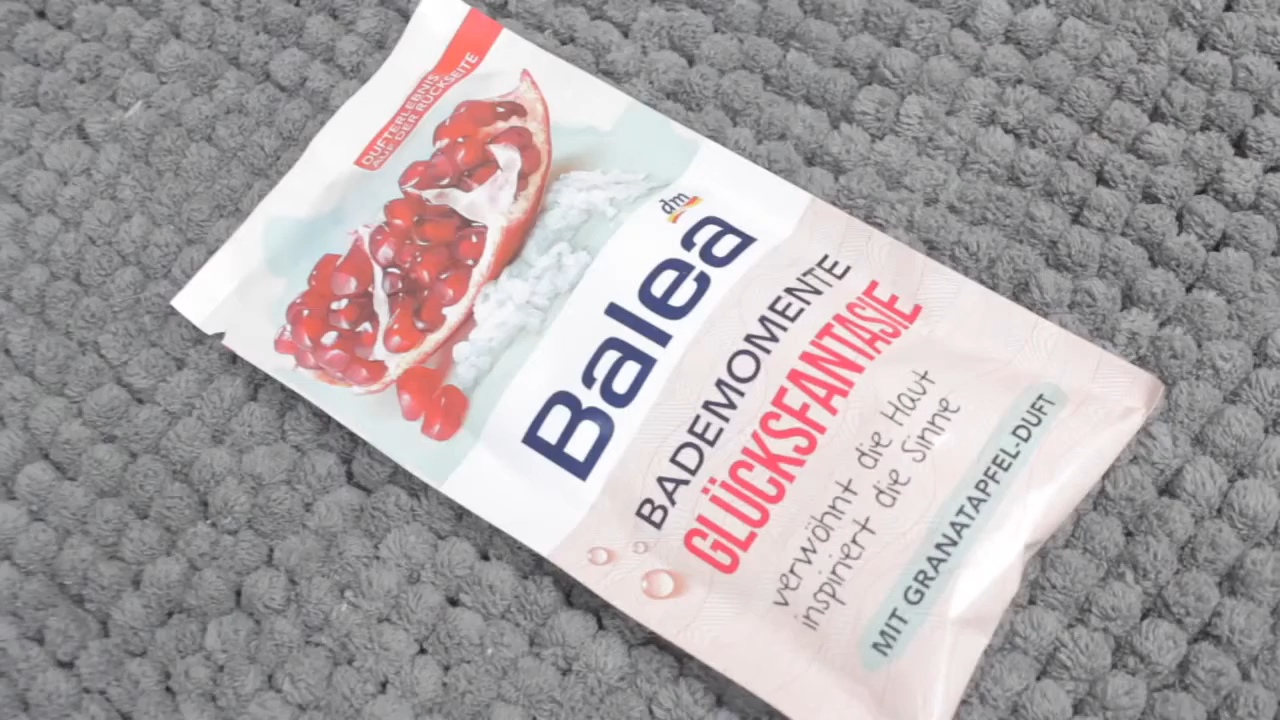 DUFTERLEBNIS
AUF DER RÜCKSEITE
dm
Balea
BADEMOMENTE
GLÜCKSFANTASIE
verwöhnt die Haut
inspiriert die Sinne
MIT GRANATAPFEL-DUFT